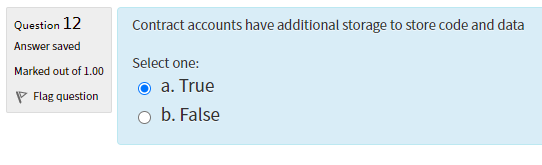 Question 12
Answer saved
Marked out of 1.00
Flag question
Contract accounts have additional storage to store code and data
Select one:
a. True
b. False